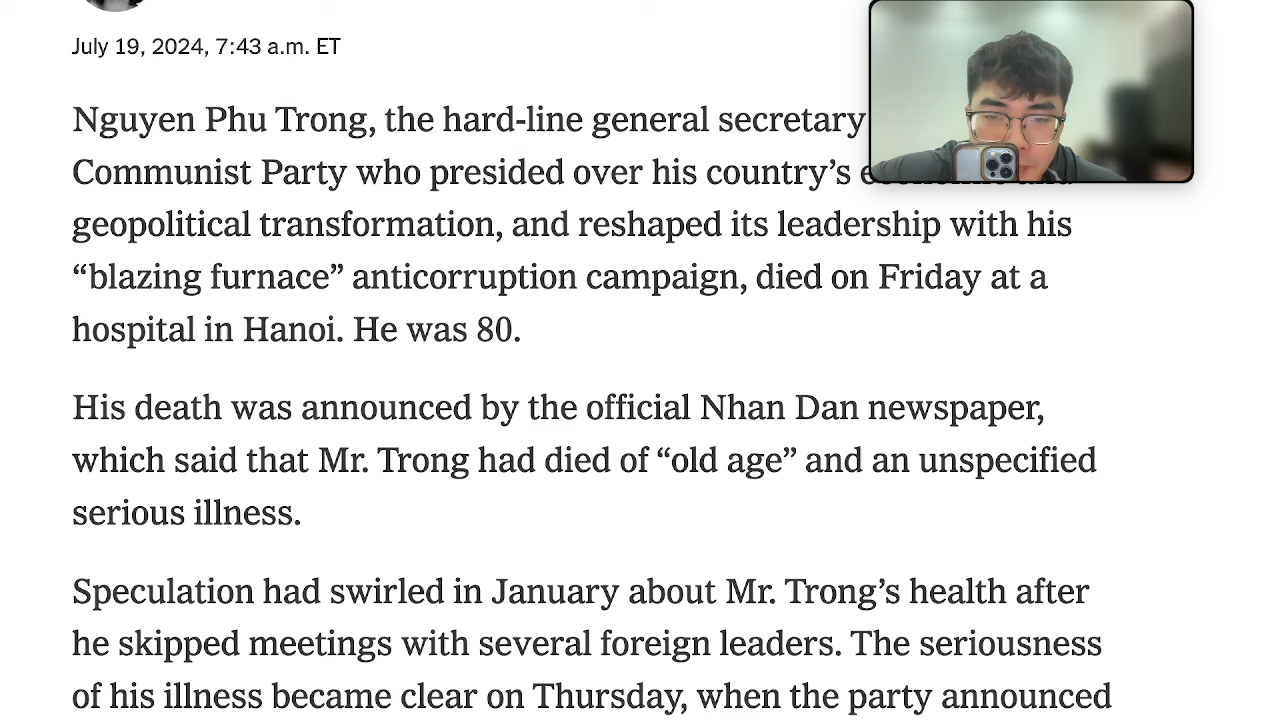 July 19, 2024, 7:43 a.m. ET
Nguyen Phu Trong, the hard-line general secretary
Communist Party who presided over his country’s
geopolitical transformation, and reshaped its leadership with his
“blazing furnace” anticorruption campaign, died on Friday at a
hospital in Hanoi. He was 80.
His death was announced by the official Nhan Dan newspaper,
which said that Mr. Trong had died of “old age” and an unspecified
serious illness.
Speculation had swirled in January about Mr. Trong’s health after
he skipped meetings with several foreign leaders. The seriousness
of his illness became clear on Thursday, when the party announced